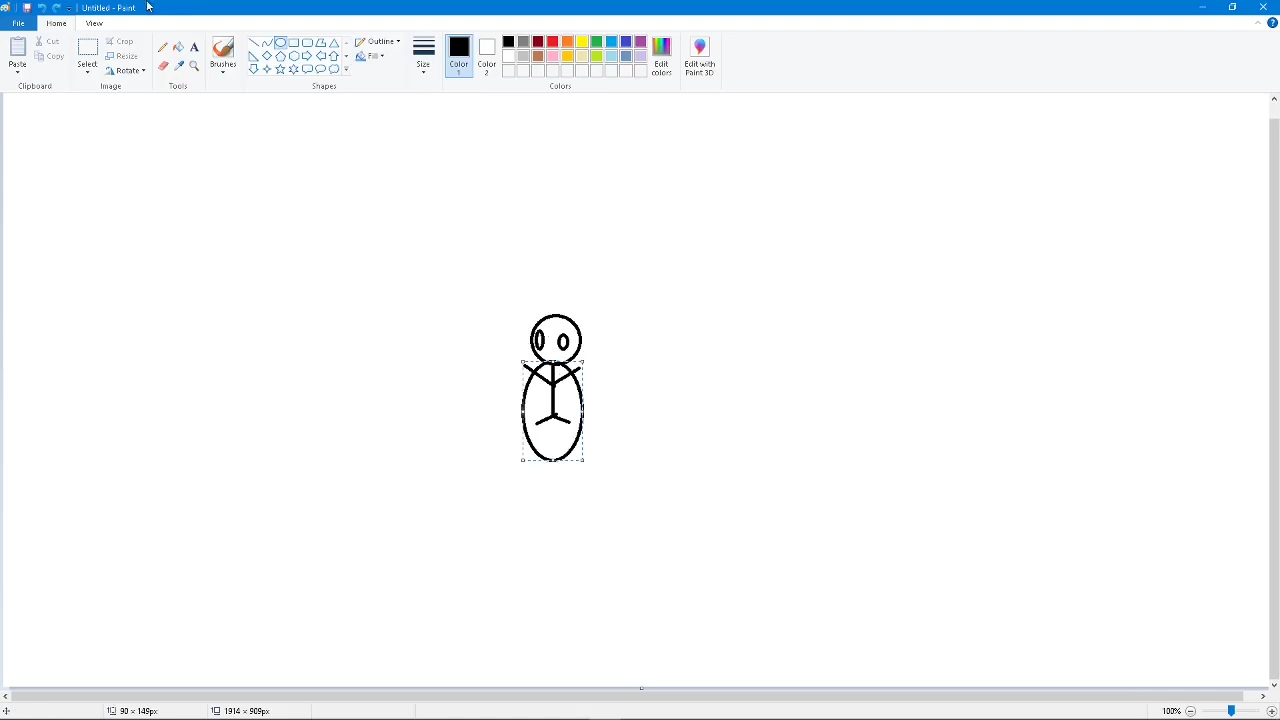 Untitled - Paint
File Home View
Paste Cut Copy Clipboard
Select Crop Resize Rotate Image
A Tools
Brushes
Outline Fill Shapes
Size
Color 1 Color 2 Edit colors Colors
Edit with Paint 3D
90 × 149px 1914 × 909px 100%